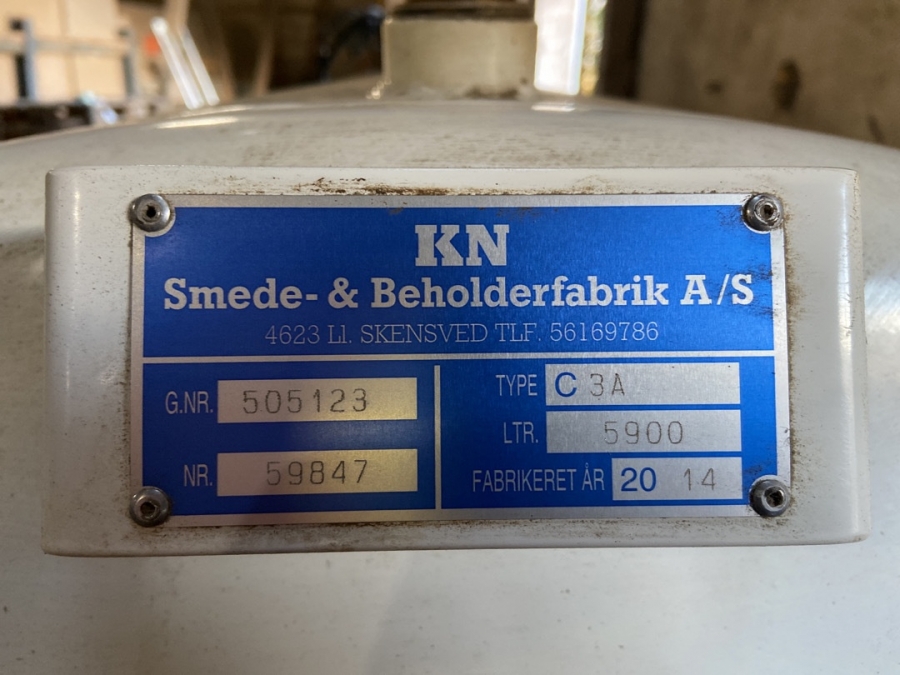 KN
Smede- & Beholderfabrik A/S
4623 Ll. SKENSVED TLF. 56169786
G.NR. 505123
NR. 59847
TYPE C 3A
LTR. 5900
FABRIKERET ÅR 20 14